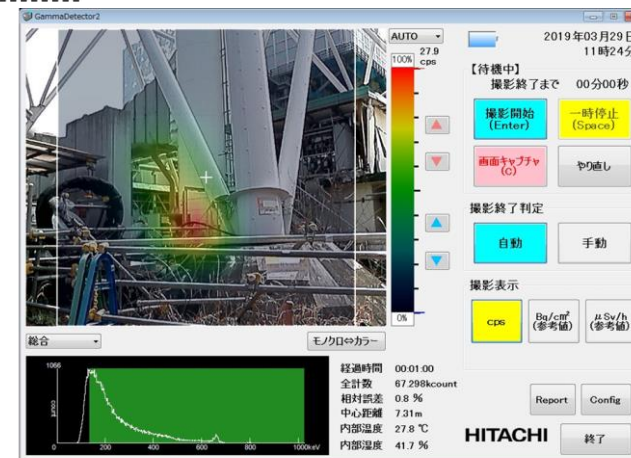 GammaDetector2
AUTO
27.9
cps
100%
0%
2019年03月29日
11時24分
【待機中】
撮影終了まで 00分00秒
撮影開始
(Enter)
一時停止
(Space)
画面キャプチャ
(C)
やり直し
撮影終了判定
自動
手動
撮影表示
cps
Bq/c㎡
(参考値)
μSv/h
(参考値)
総合
モノクロ⇔カラー
1066
count
0 200 400 600 800 1000keV
経過時間 00:01:00
全計数 67.298kcount
相対誤差 0.8 %
中心距離 7.31m
内部温度 27.8 ℃
内部湿度 41.7 %
Report
Config
HITACHI
終了